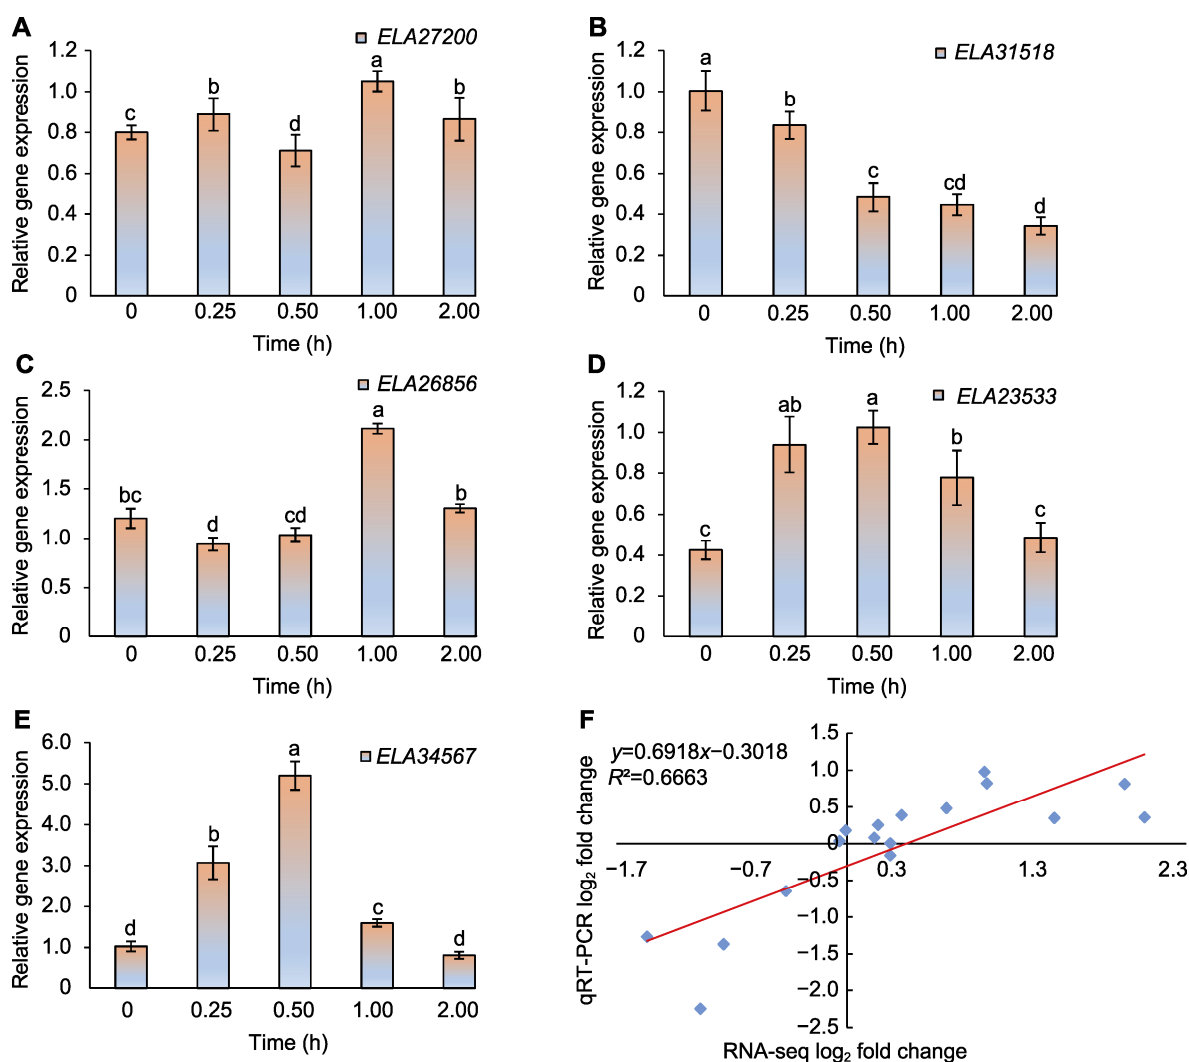 A
ELA27200
Relative gene expression
1.2
1.0
0.8
0.6
0.4
0.2
0
c
b
d
a
b
0 0.25 0.50 1.00 2.00
Time (h)
B
ELA31518
Relative gene expression
1.2
1.0
0.8
0.6
0.4
0.2
0
a
b
c
cd
d
0 0.25 0.50 1.00 2.00
Time (h)
C
ELA26856
Relative gene expression
2.5
2.0
1.5
1.0
0.5
0
bc
d
cd
a
b
0 0.25 0.50 1.00 2.00
Time (h)
D
ELA23533
Relative gene expression
1.2
1.0
0.8
0.6
0.4
0.2
0
c
ab
a
b
c
0 0.25 0.50 1.00 2.00
Time (h)
E
ELA34567
Relative gene expression
6.0
5.0
4.0
3.0
2.0
1.0
0
d
b
a
c
d
0 0.25 0.50 1.00 2.00
Time (h)
F
y=0.6918x−0.3018
R²=0.6663
qRT-PCR log₂ fold change
1.5
1.0
0.5
0
−0.5
−1.0
−1.5
−2.0
−2.5
−1.7 −0.7 0.3 1.3 2.3
RNA-seq log₂ fold change